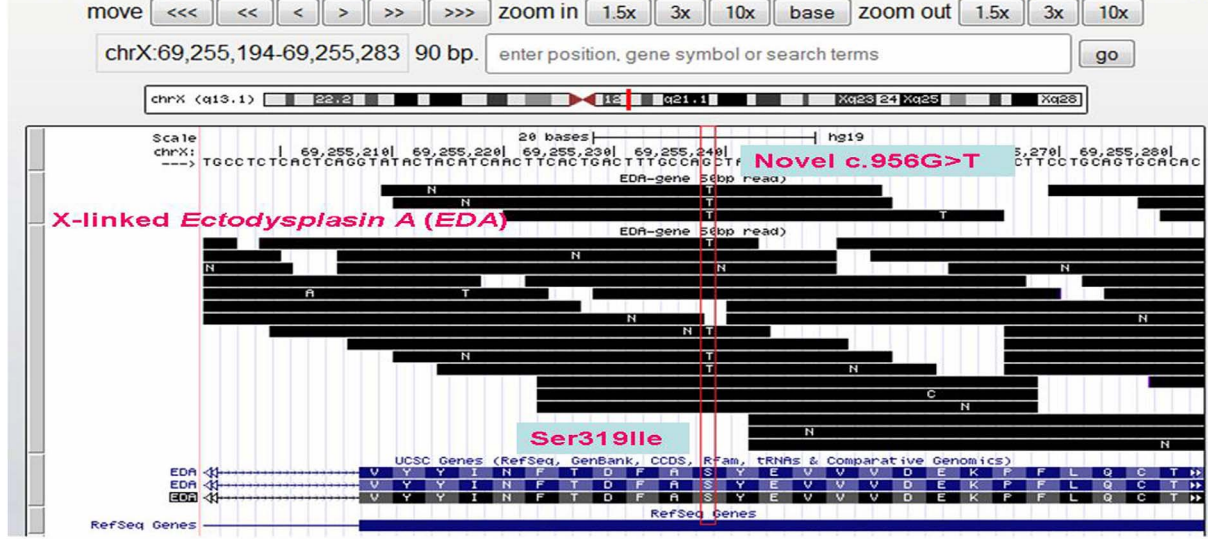 move <<< << < > >> >>> zoom in 1.5x 3x 10x base zoom out 1.5x 3x 10x
chrX:69,255,194-69,255,283 90 bp. enter position, gene symbol or search terms go
chrX (q13.1) 22.2 12 q21.1 Xq23 24 Xq25 Xq28
Scale 20 bases hg19
chrX: 69,255,210| 69,255,220| 69,255,230| 69,255,240| 5,270| 69,255,280|
---> TGCCTCTCACTCAGGTATACTACATCAACTTCACTGACTTTGCCAGCTA CTTCCTGCAGTGCACAC
Novel c.956G>T
EDA-gene 50bp read)
N T
N T
T T
X-linked Ectodysplasin A (EDA)
EDA-gene 50bp read)
T
N
N N N
A T
N N
N T
N T
T N
C
N
N
N
Ser319Ile
UCSC Genes (RefSeq, GenBank, CCDS, Rfam, tRNAs & Comparative Genomics)
EDA V Y Y I N F T D F A S Y E V V V D E K P F L Q C T
EDA V Y Y I N F T D F A S Y E V V V D E K P F L Q C T
EDA V Y Y I N F T D F A S Y E V V V D E K P F L Q C T
RefSeq Genes
RefSeq Genes